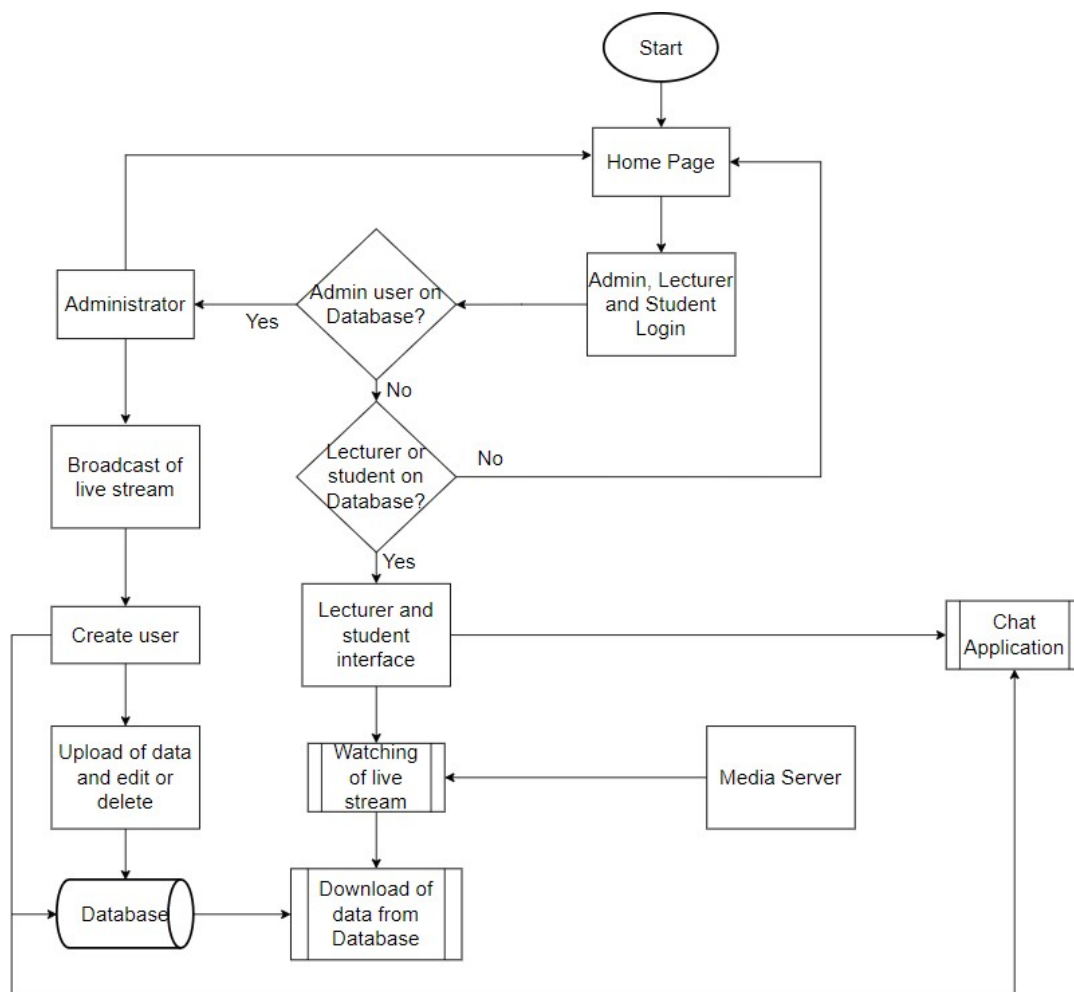 Start
Home Page
Admin, Lecturer
and Student
Login
Admin user on
Database?
Yes
Administrator
No
Lecturer or
student on
Database?
No
Yes
Broadcast of
live stream
Create user
Lecturer and
student
interface
Chat
Application
Upload of data
and edit or
delete
Watching
of live
stream
Media Server
Database
Download of
data from
Database